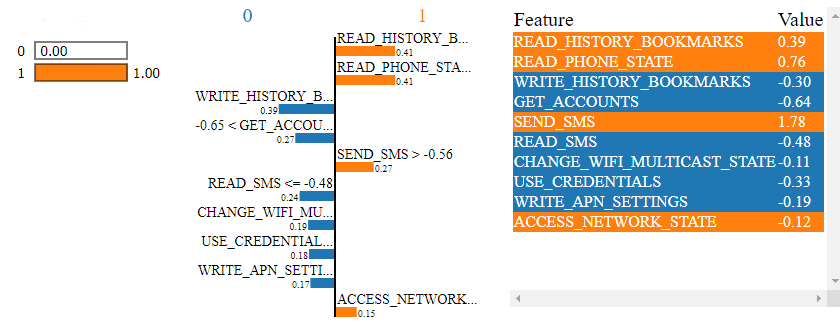 0 1
0 0.00
1 1.00
READ_HISTORY_B...
0.41
READ_PHONE_STA...
0.41
WRITE_HISTORY_B...
0.39
-0.65 < GET_ACCOU...
0.27
SEND_SMS > -0.56
0.27
READ_SMS <= -0.48
0.24
CHANGE_WIFI_MU...
0.19
USE_CREDENTIAL...
0.18
WRITE_APN_SETTI...
0.17
ACCESS_NETWORK...
0.15
Feature Value
READ_HISTORY_BOOKMARKS 0.39
READ_PHONE_STATE 0.76
WRITE_HISTORY_BOOKMARKS -0.30
GET_ACCOUNTS -0.64
SEND_SMS 1.78
READ_SMS -0.48
CHANGE_WIFI_MULTICAST_STATE -0.11
USE_CREDENTIALS -0.33
WRITE_APN_SETTINGS -0.19
ACCESS_NETWORK_STATE -0.12